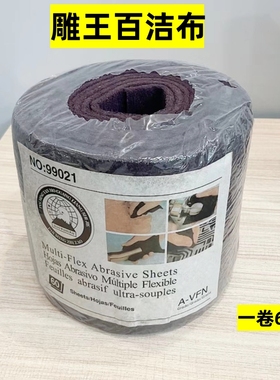 雕王百洁布
NO:99021
Multi-Flex Abrasive Sheets
Hojas Abrasivo Múltiple Flexible
Feuilles abrasif ultra-souples
Sheets/Hojas/Feuilles
A-VFN
一卷6